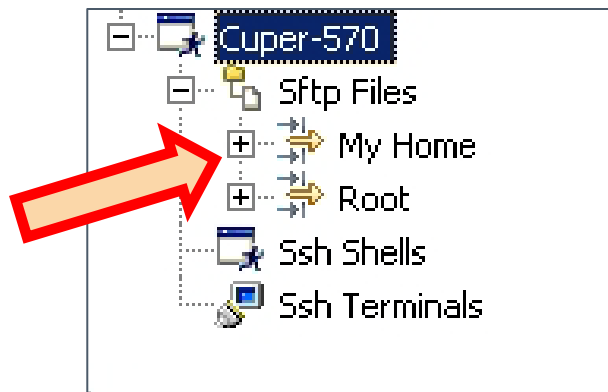 Cuper-570
Sftp Files
My Home
Root
Ssh Shells
Ssh Terminals